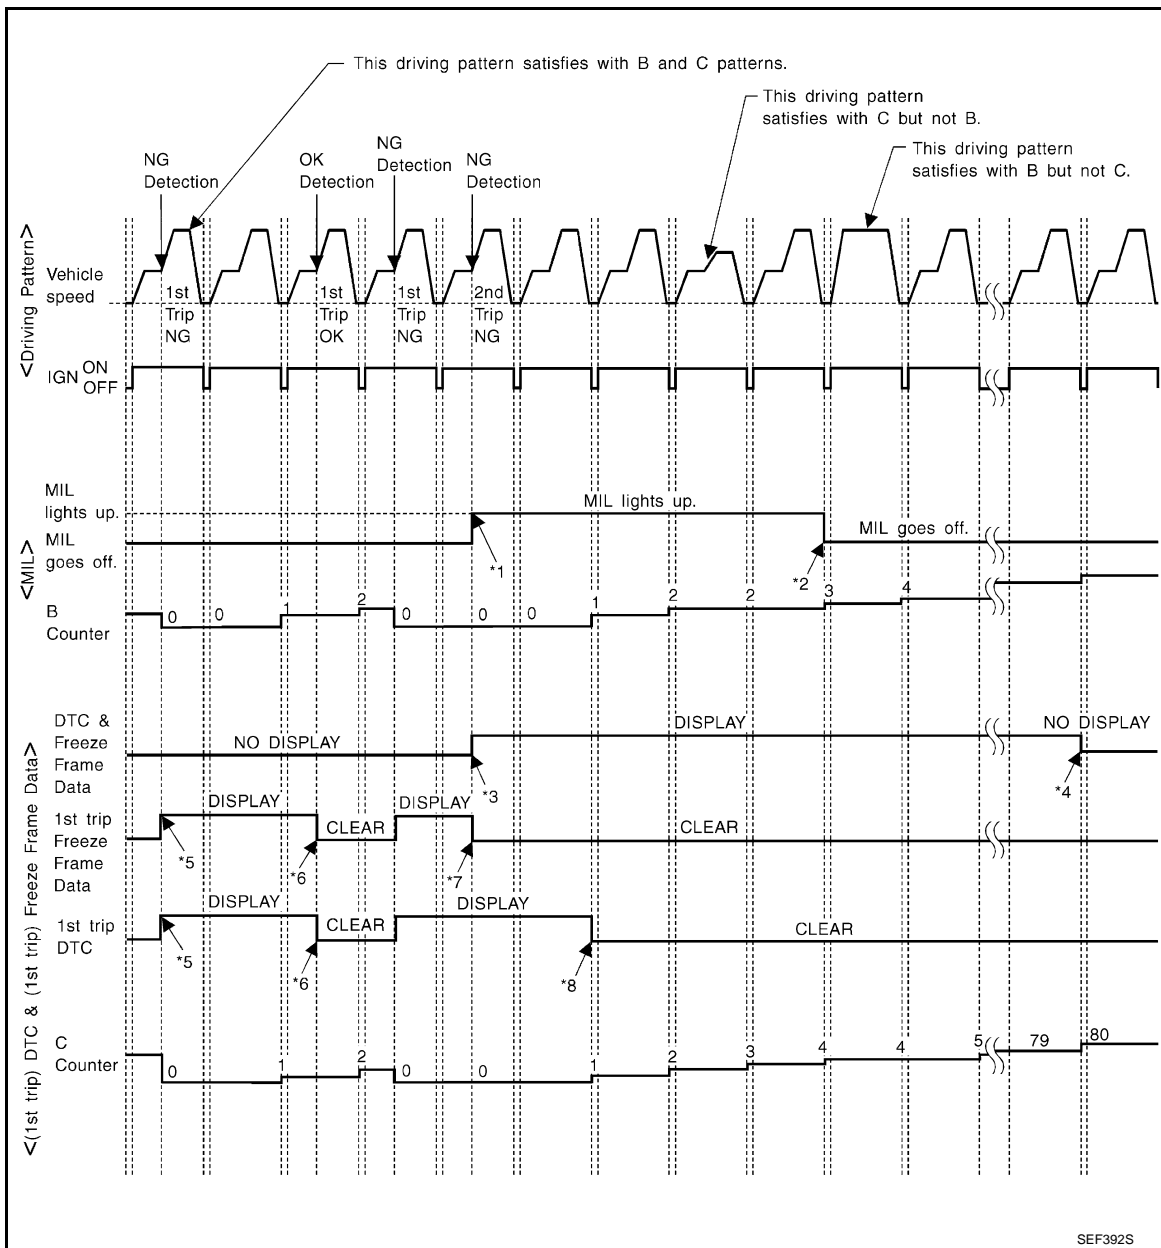 This driving pattern satisfies with B and C patterns.
This driving pattern
satisfies with C but not B.
This driving pattern
satisfies with B but not C.
NG
Detection
OK
Detection
NG
Detection
NG
Detection
<Driving Pattern>
Vehicle
speed
1st
Trip
NG
1st
Trip
OK
1st
Trip
NG
2nd
Trip
NG
IGN ON
OFF
<MIL>
MIL
lights up.
MIL
goes off.
MIL lights up.
MIL goes off.
*1
*2
B
Counter
0 0 1 2 0 0 0 1 2 2 3 4
<(1st trip) DTC & (1st trip) Freeze Frame Data>
DTC &
Freeze
Frame
Data
NO DISPLAY
DISPLAY
NO DISPLAY
*3
*4
1st trip
Freeze
Frame
Data
DISPLAY
CLEAR
DISPLAY
CLEAR
*5
*6
*7
1st trip
DTC
DISPLAY
CLEAR
DISPLAY
CLEAR
*5
*6
*8
C
Counter
0 1 2 0 0 1 2 3 4 4 5 79 80
SEF392S